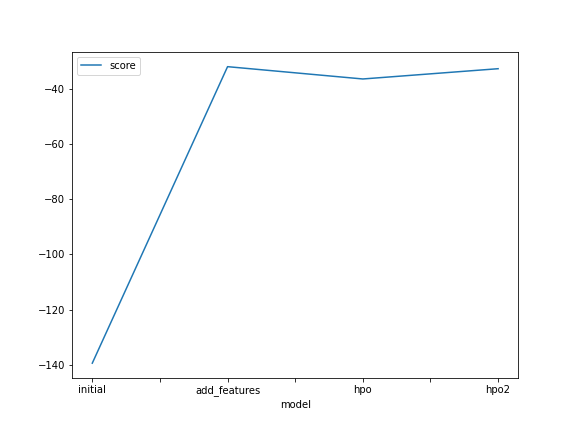 score
−40
−60
−80
−100
−120
−140
initial add_features hpo hpo2
model